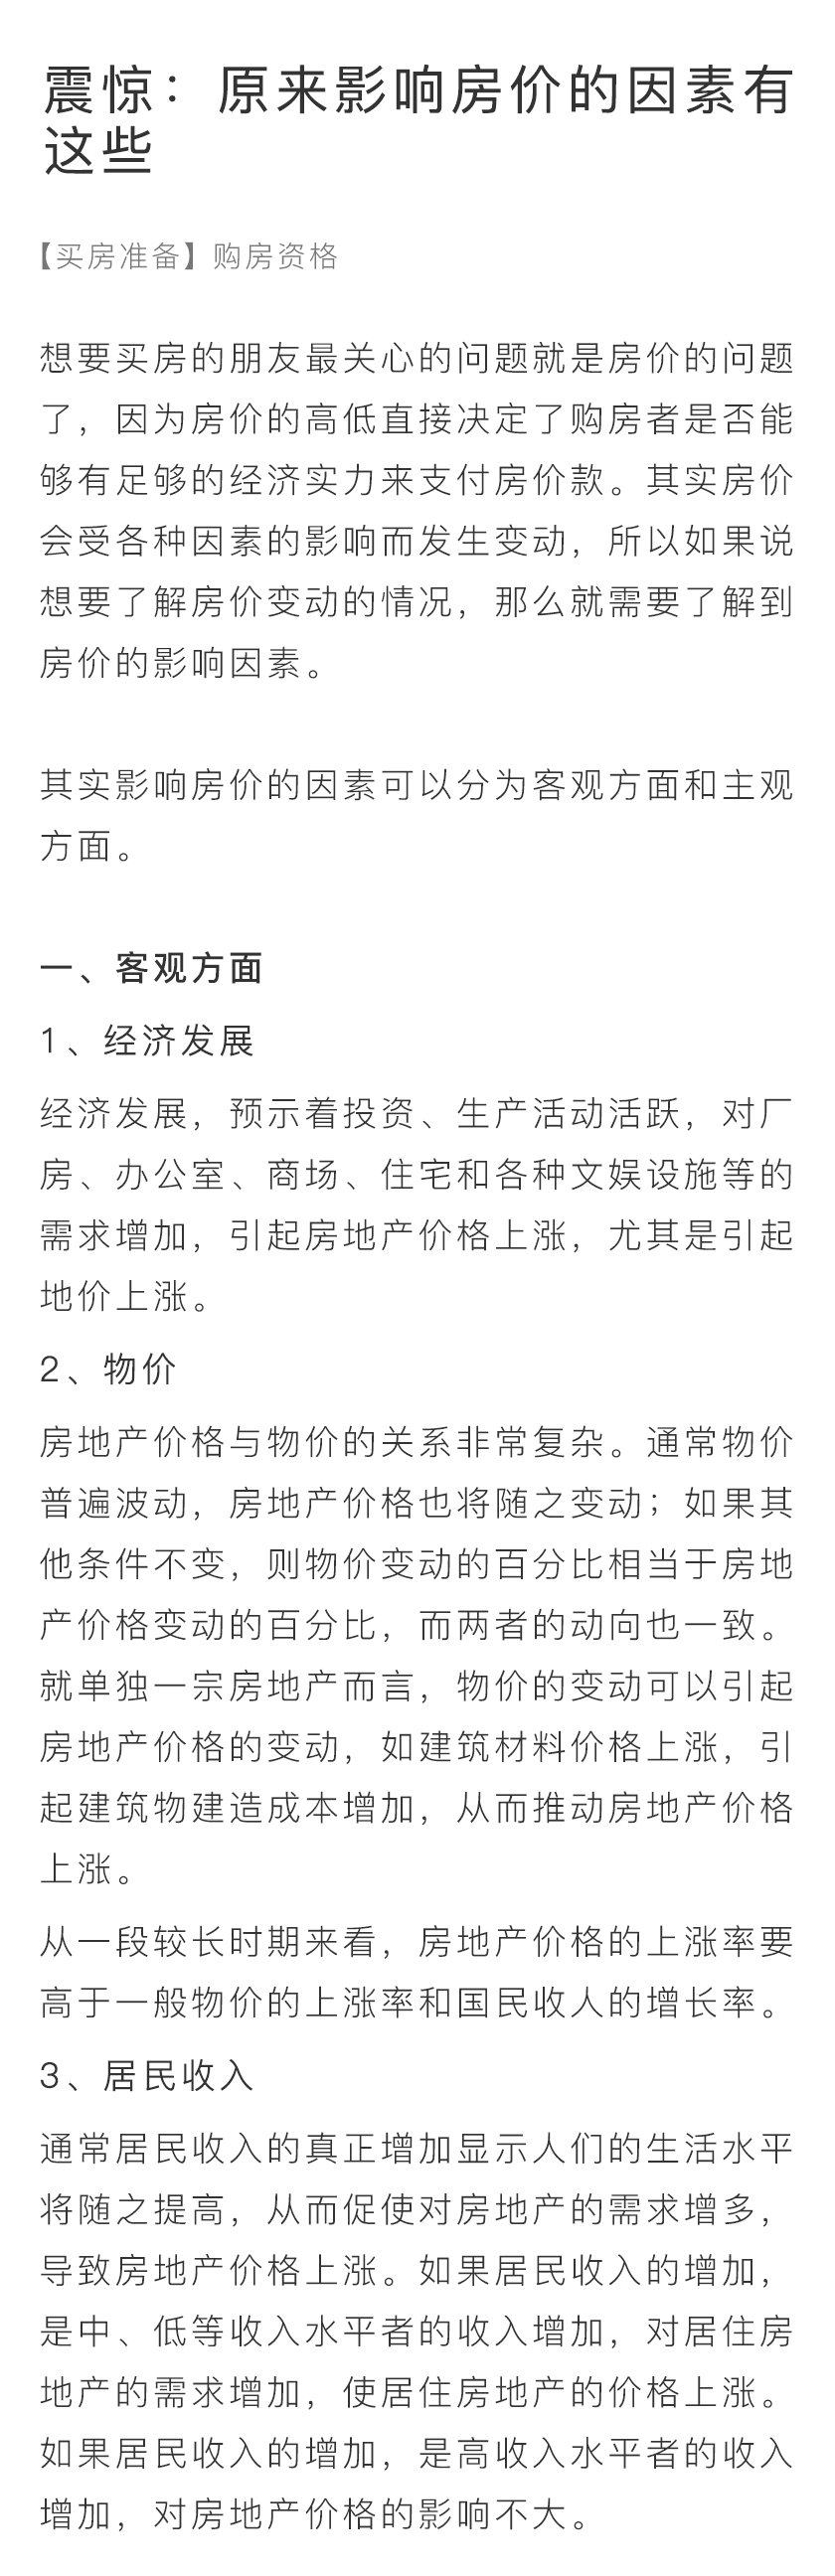 震惊：原来影响房价的因素有
这些
【买房准备】购房资格
想要买房的朋友最关心的问题就是房价的问题
了，因为房价的高低直接决定了购房者是否能
够有足够的经济实力来支付房价款。其实房价
会受各种因素的影响而发生变动，所以如果说
想要了解房价变动的情况，那么就需要了解到
房价的影响因素。
其实影响房价的因素可以分为客观方面和主观
方面。
一、客观方面
1、经济发展
经济发展，预示着投资、生产活动活跃，对厂
房、办公室、商场、住宅和各种文娱设施等的
需求增加，引起房地产价格上涨，尤其是引起
地价上涨。
2、物价
房地产价格与物价的关系非常复杂。通常物价
普遍波动，房地产价格也将随之变动；如果其
他条件不变，则物价变动的百分比相当于房地
产价格变动的百分比，而两者的动向也一致。
就单独一宗房地产而言，物价的变动可以引起
房地产价格的变动，如建筑材料价格上涨，引
起建筑物建造成本增加，从而推动房地产价格
上涨。
从一段较长时期来看，房地产价格的上涨率要
高于一般物价的上涨率和国民收人的增长率。
3、居民收入
通常居民收入的真正增加显示人们的生活水平
将随之提高，从而促使对房地产的需求增多，
导致房地产价格上涨。如果居民收入的增加，
是中、低等收入水平者的收入增加，对居住房
地产的需求增加，使居住房地产的价格上涨。
如果居民收入的增加，是高收入水平者的收入
增加，对房地产价格的影响不大。